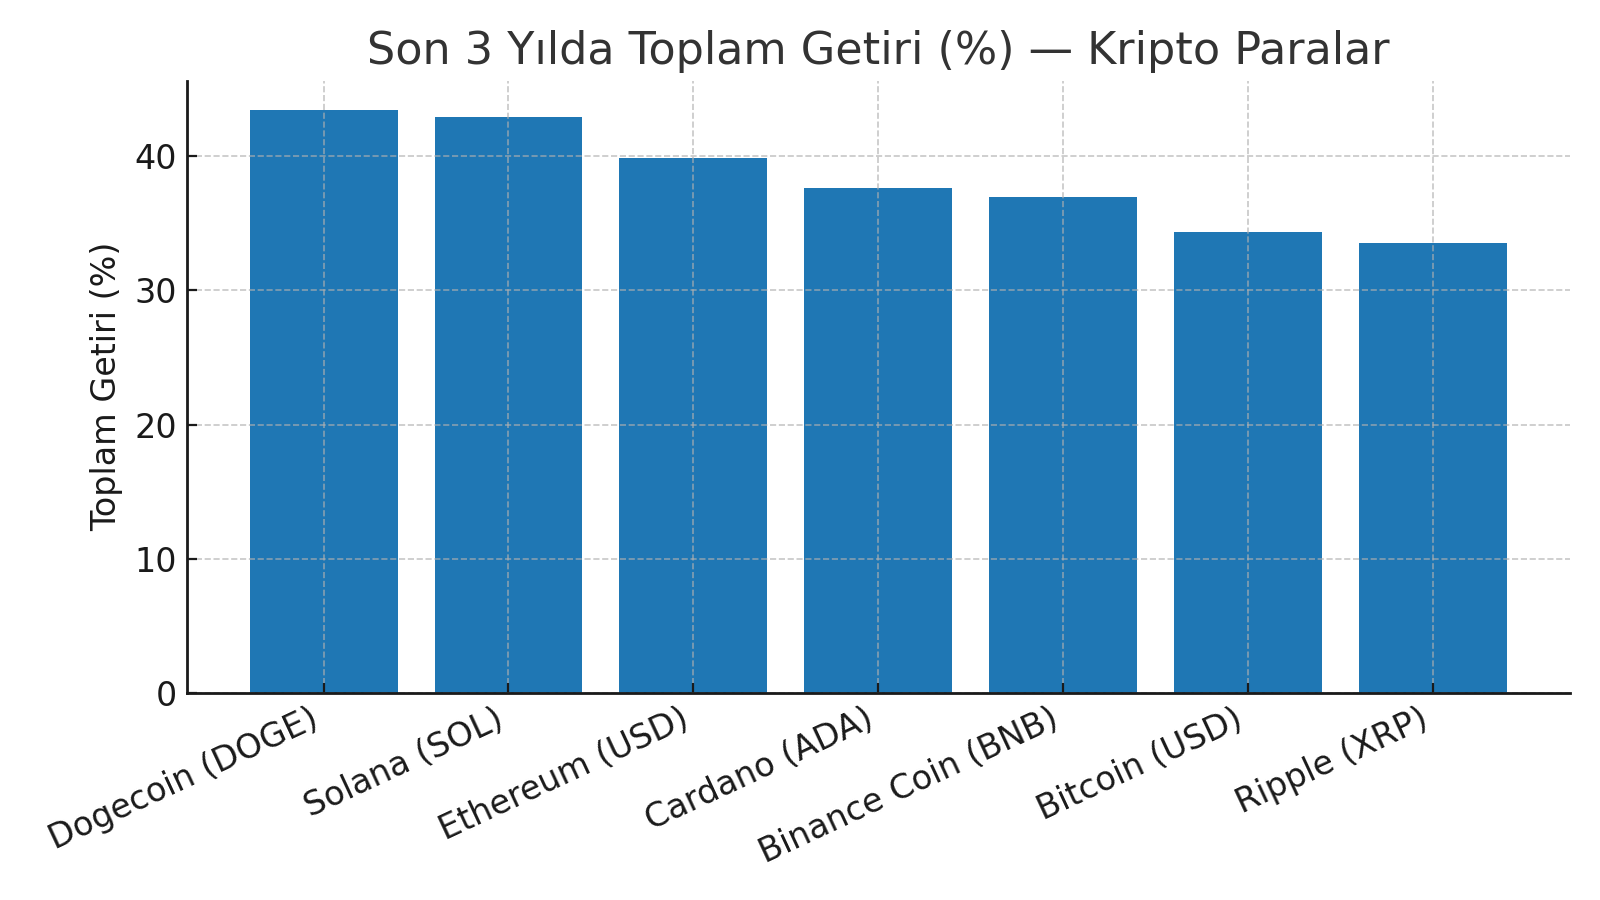 Son 3 Yılda Toplam Getiri (%) — Kripto Paralar
Toplam Getiri (%)
40
30
20
10
0
Dogecoin (DOGE)
Solana (SOL)
Ethereum (USD)
Cardano (ADA)
Binance Coin (BNB)
Bitcoin (USD)
Ripple (XRP)